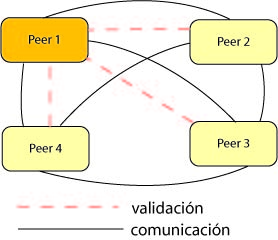 Peer 1
Peer 2
Peer 4
Peer 3
validación
comunicación